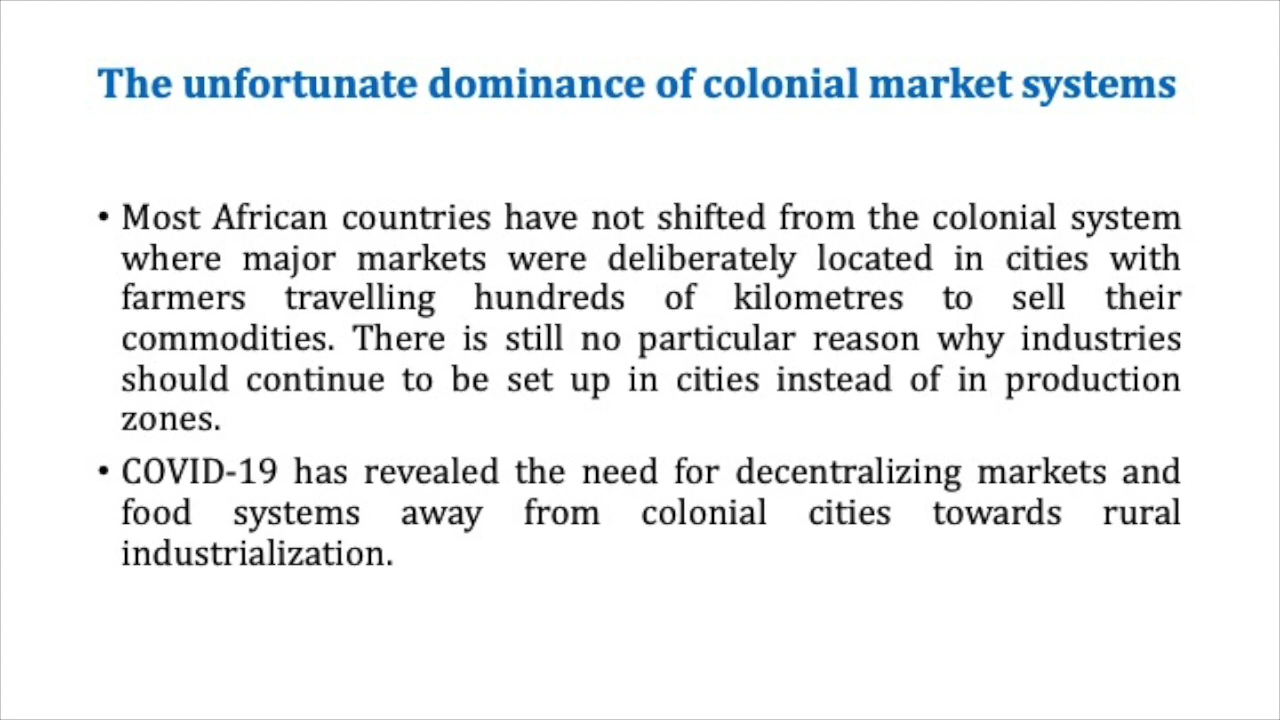 The unfortunate dominance of colonial market systems
• Most African countries have not shifted from the colonial system
where major markets were deliberately located in cities with
farmers travelling hundreds of kilometres to sell their
commodities. There is still no particular reason why industries
should continue to be set up in cities instead of in production
zones.
• COVID-19 has revealed the need for decentralizing markets and
food systems away from colonial cities towards rural
industrialization.